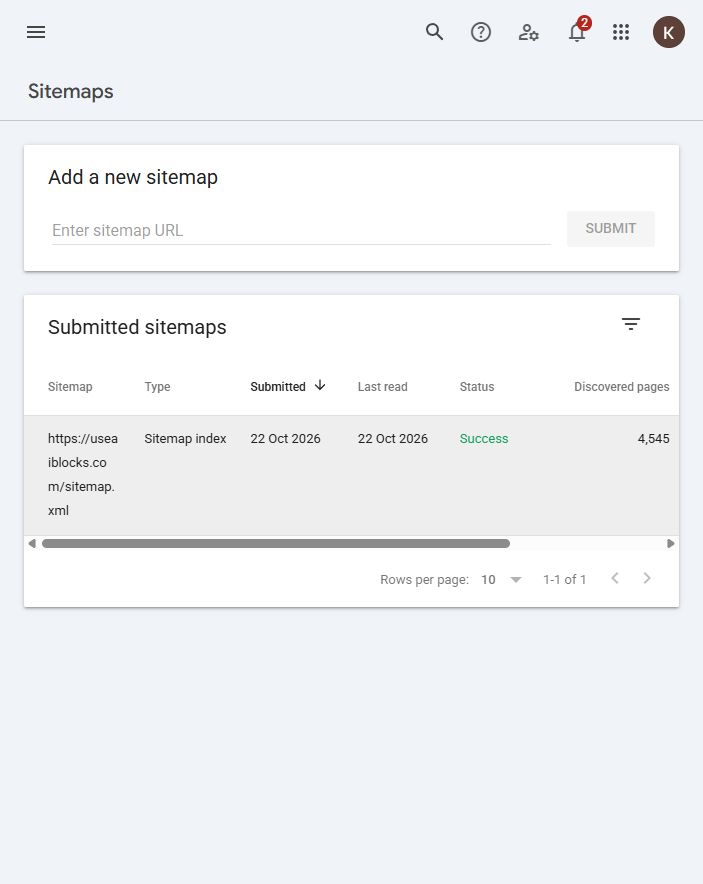 2
K
Sitemaps
Add a new sitemap
Enter sitemap URL
SUBMIT
Submitted sitemaps
Sitemap Type Submitted Last read Status Discovered pages
https://usea Sitemap index 22 Oct 2026 22 Oct 2026 Success 4,545
iblocks.co
m/sitemap.
xml
Rows per page: 10 1-1 of 1